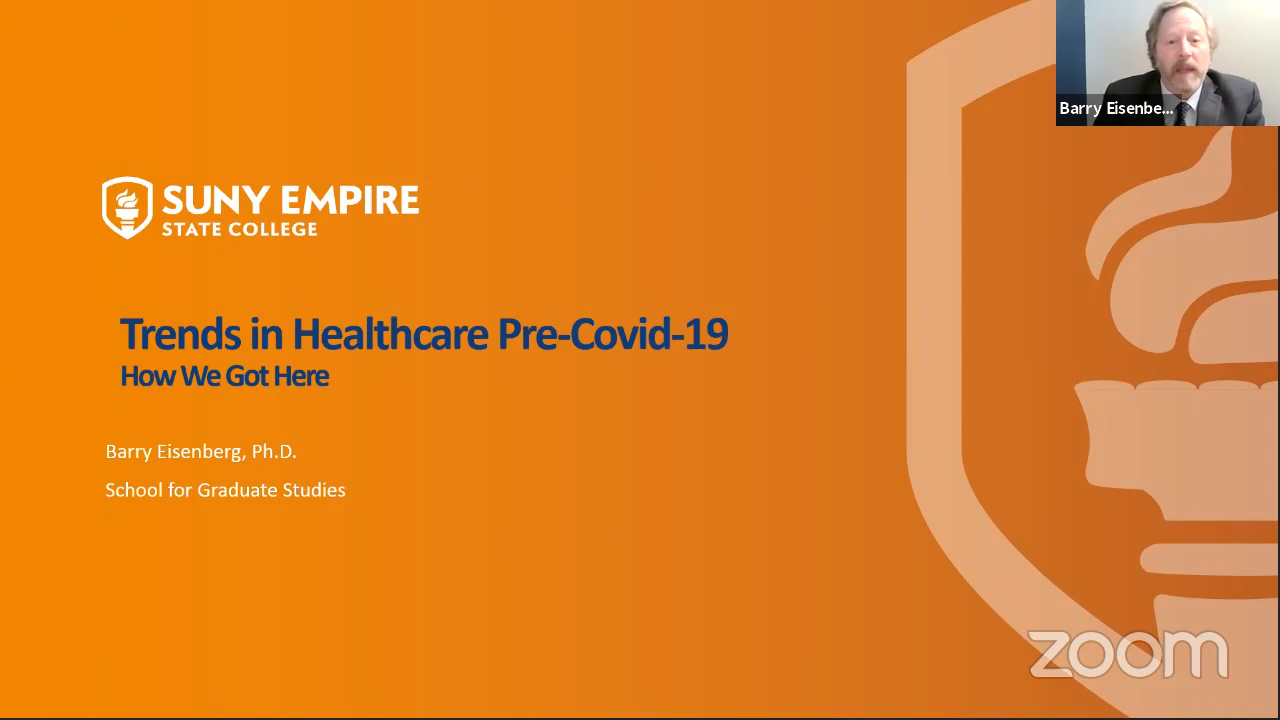 Barry Eisenbe...
SUNY EMPIRE
STATE COLLEGE
Trends in Healthcare Pre-Covid-19
How We Got Here
Barry Eisenberg, Ph.D.
School for Graduate Studies
zoom